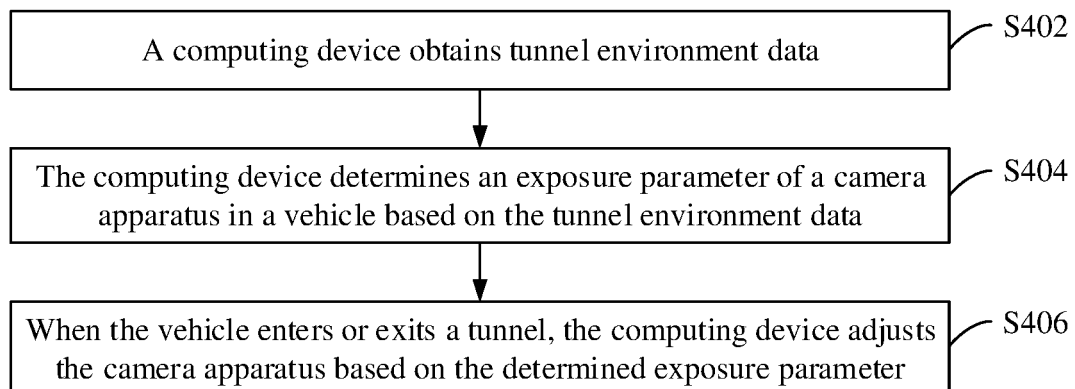 A computing device obtains tunnel environment data
S402
The computing device determines an exposure parameter of a camera
apparatus in a vehicle based on the tunnel environment data
S404
When the vehicle enters or exits a tunnel, the computing device adjusts
the camera apparatus based on the determined exposure parameter
S406